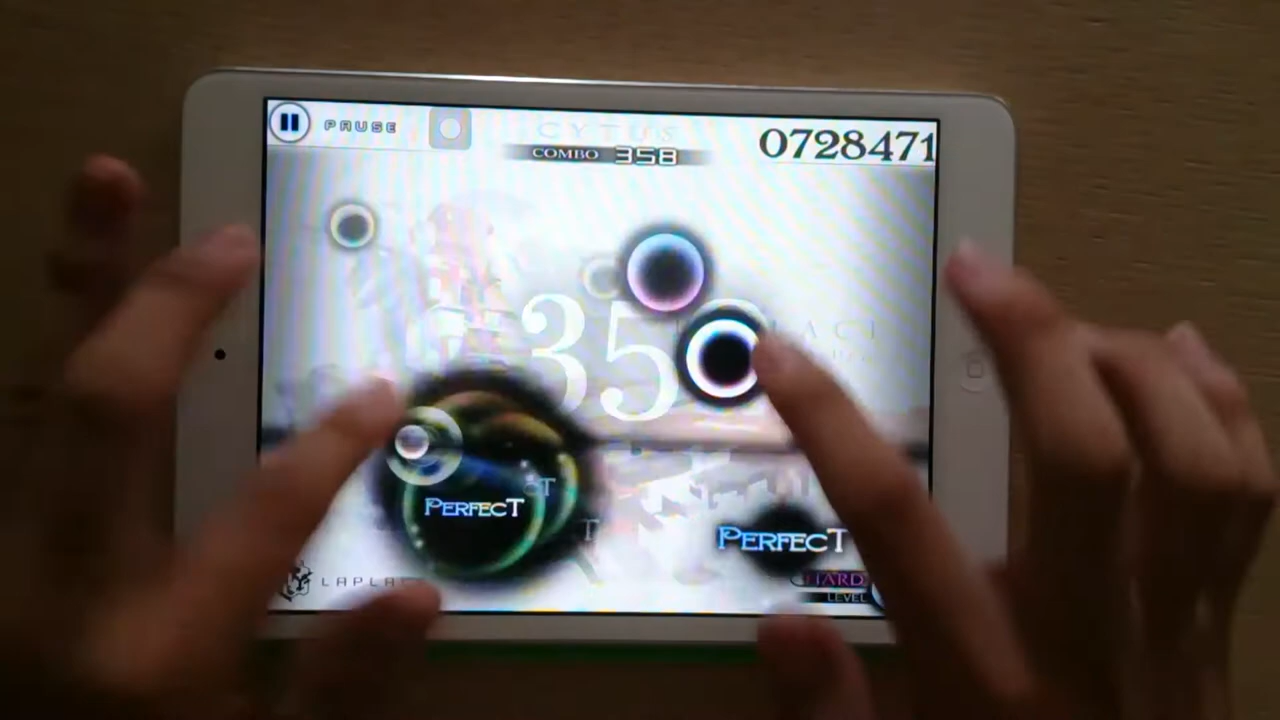 PAUSE
CYTUS
COMBO 358
0728471
35
PERFECT
PERFECT
HARD
LEVEL